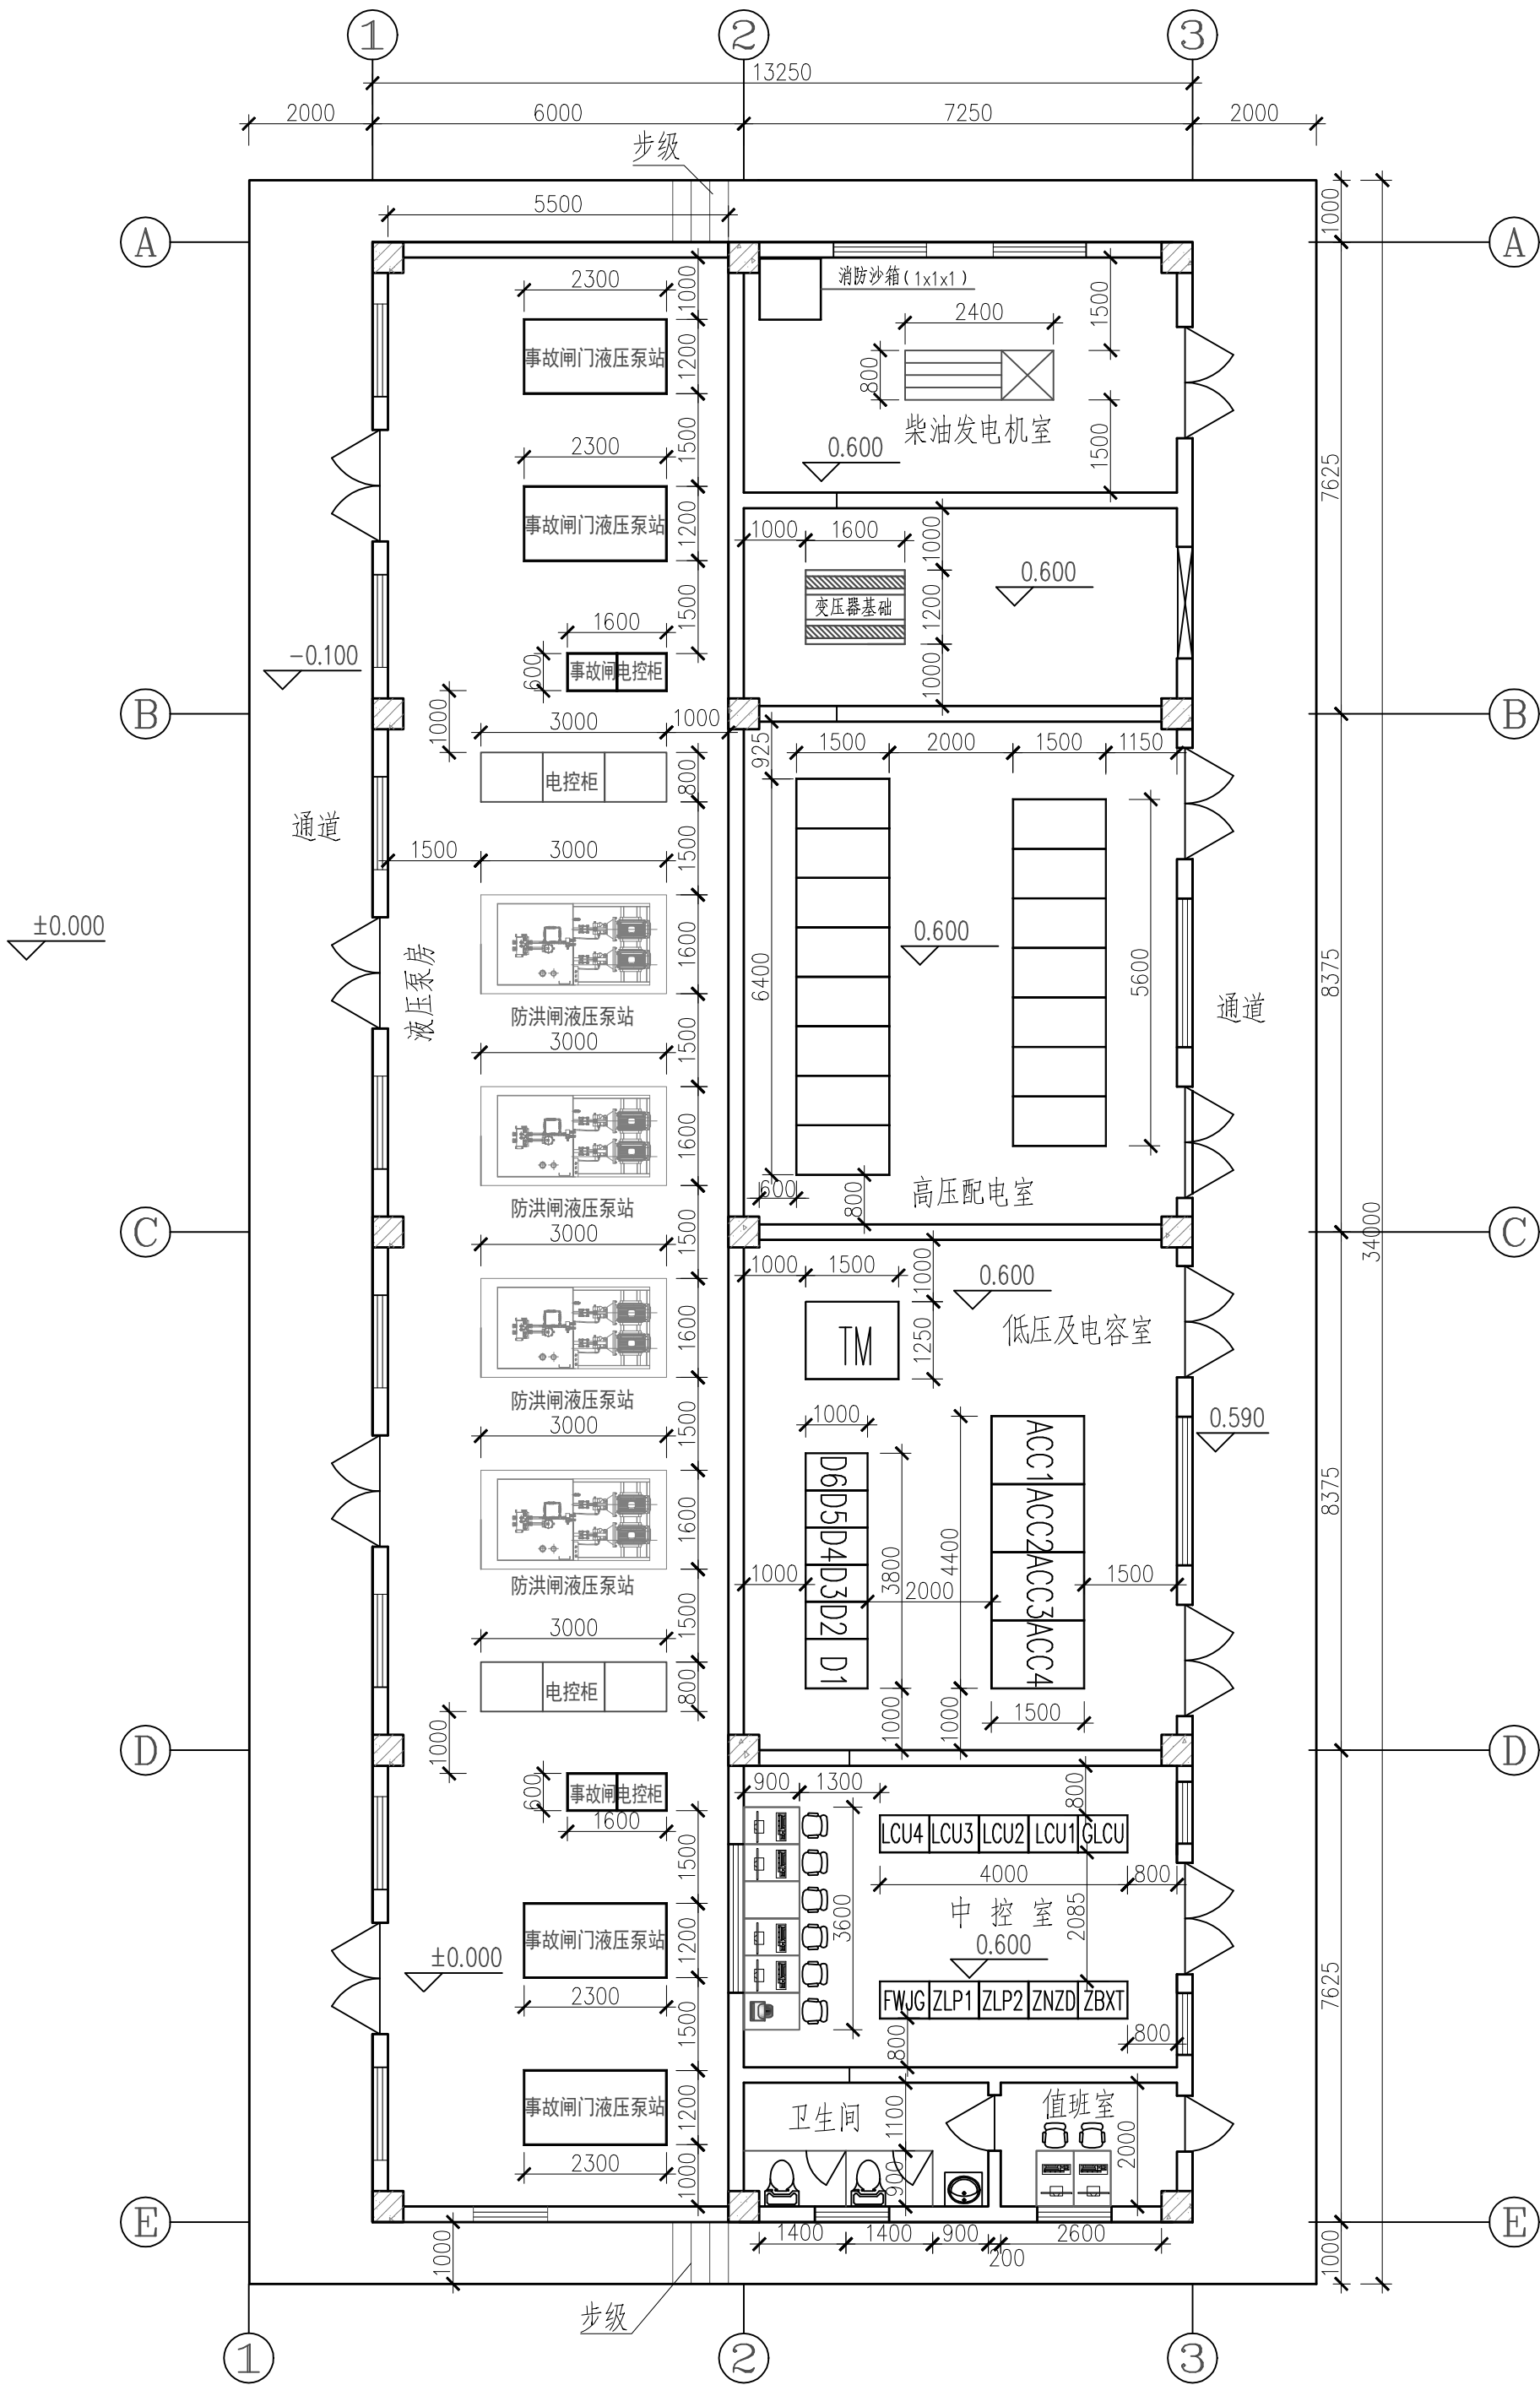 1
2
3
13250
2000
6000
7250
2000
步级
5500
1000
34000
A
A
2300
1000
消防沙箱(1x1x1)
1500
2400
事故闸门液压泵站
1200
800
柴油发电机室
0.600
1500
2300
1500
7625
事故闸门液压泵站
1200
1000
1600
1000
0.600
变压器基础
1200
1500
1600
-0.100
600
事故闸
电控柜
1000
B
B
1000
3000
1000
925
1500
2000
1500
1150
电控柜
800
通道
1500
3000
1500
±0.000
液压泵房
0.600
1600
6400
5600
8375
通道
防洪闸液压泵站
3000
1500
1600
防洪闸液压泵站
600
800
高压配电室
C
C
3000
1500
1000
1500
1000
0.600
低压及电容室
TM
1250
1600
防洪闸液压泵站
3000
1500
1000
0.590
D6
D5
D4
D3
D2
D1
ACC1
ACC2
ACC3
ACC4
1600
3800
4400
8375
防洪闸液压泵站
1000
2000
1500
3000
1500
电控柜
800
1000
1000
1500
D
D
1000
600
事故闸
电控柜
1600
900
1300
800
LCU4
LCU3
LCU2
LCU1
GLCU
1500
4000
800
3600
中控室
2085
0.600
事故闸门液压泵站
1200
±0.000
2300
FWJG
ZLP1
ZLP2
ZNZD
ZBXT
7625
1500
800
800
事故闸门液压泵站
1200
卫生间
1100
值班室
2000
2300
1000
900
E
E
1000
1400
1400
900
200
2600
1000
步级
1
2
3